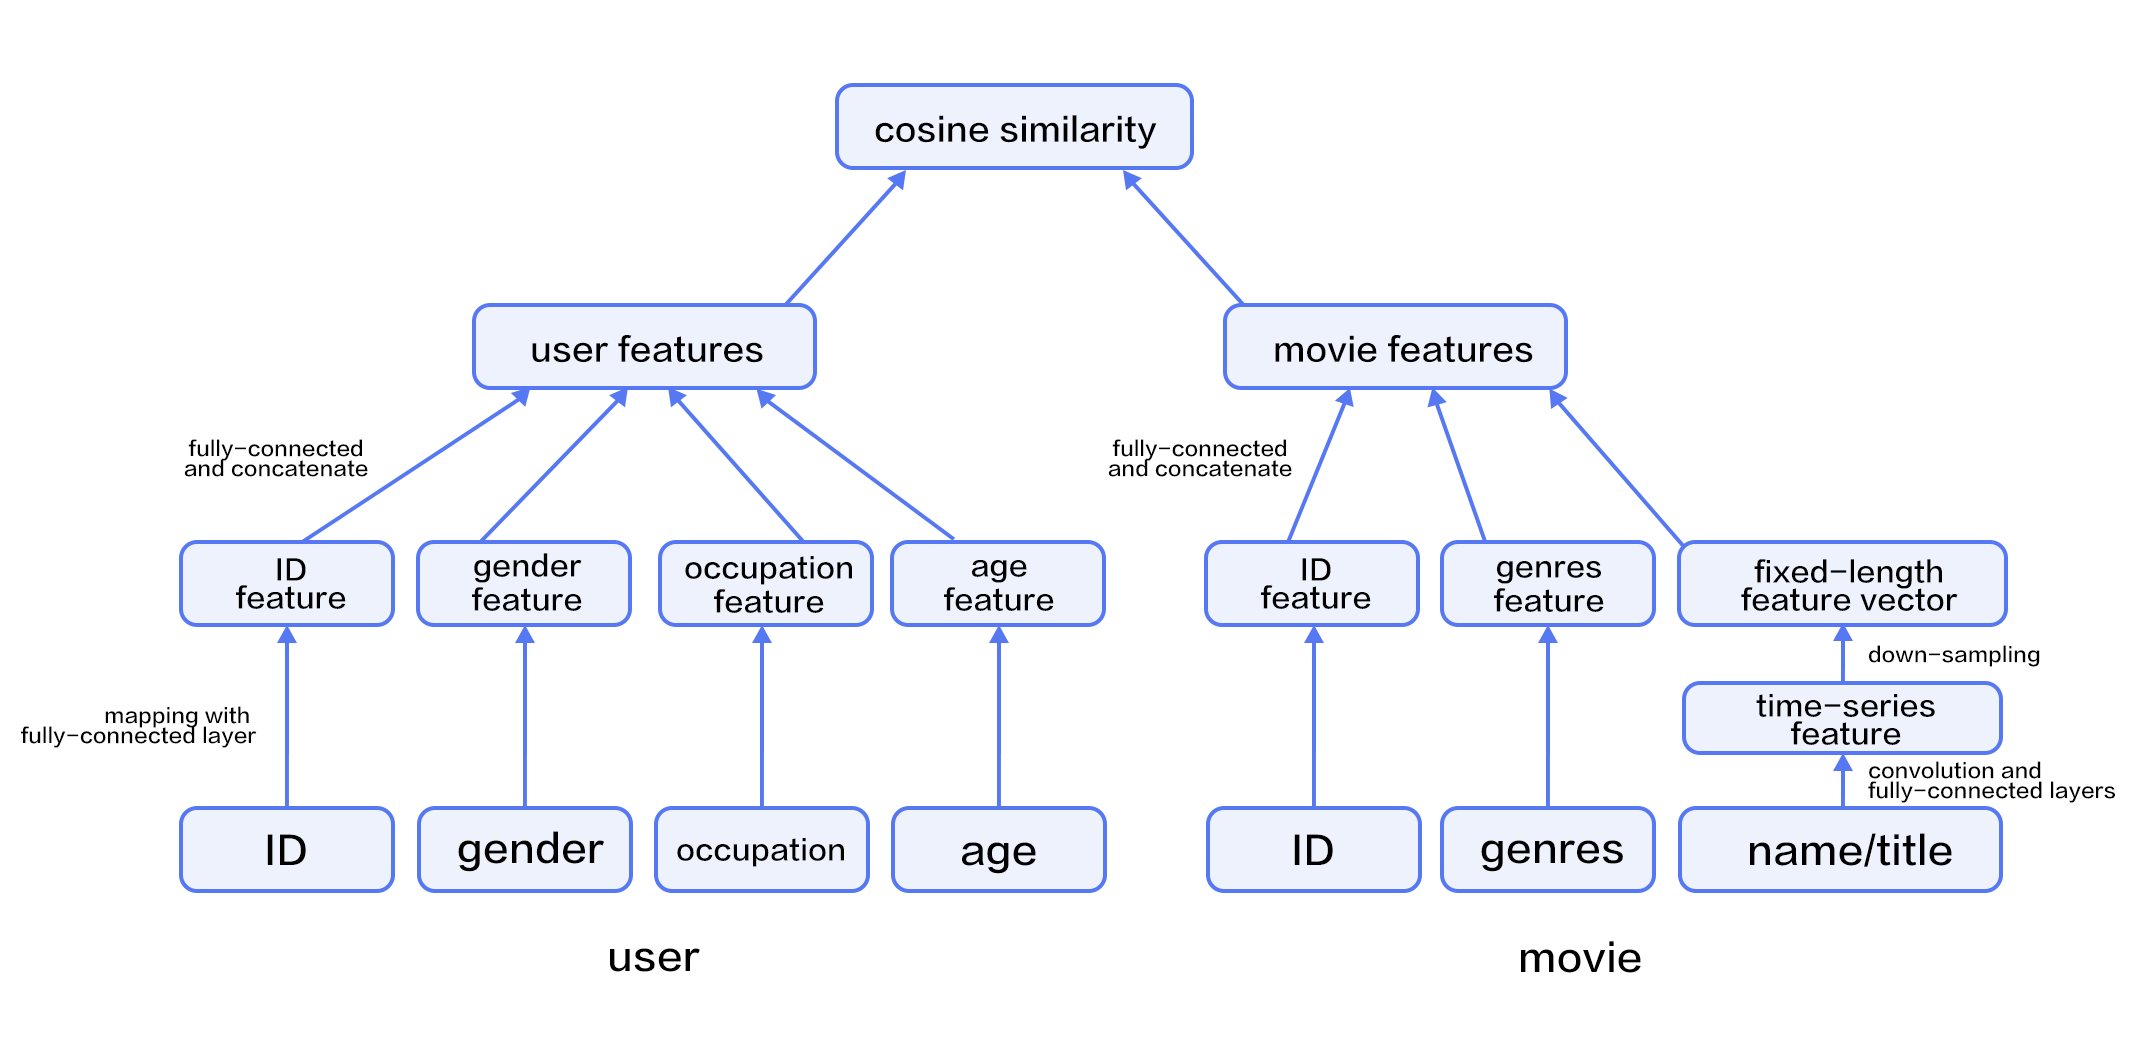 cosine similarity
user features
movie features
fully-connected
and concatenate
fully-connected
and concatenate
ID
feature
gender
feature
occupation
feature
age
feature
ID
feature
genres
feature
fixed-length
feature vector
down-sampling
mapping with
fully-connected layer
time-series
feature
convolution and
fully-connected layers
ID
gender
occupation
age
ID
genres
name/title
user
movie